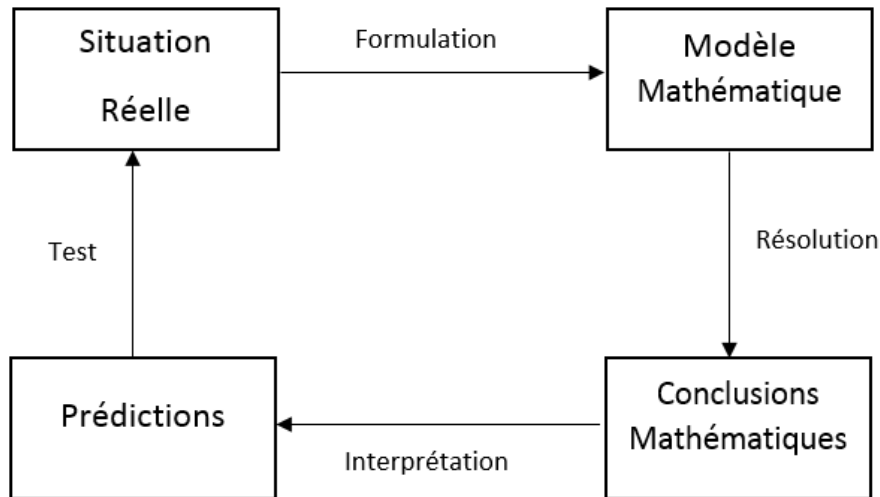 Situation
Réelle
Formulation
Modèle
Mathématique
Test
Résolution
Prédictions
Interprétation
Conclusions
Mathématiques